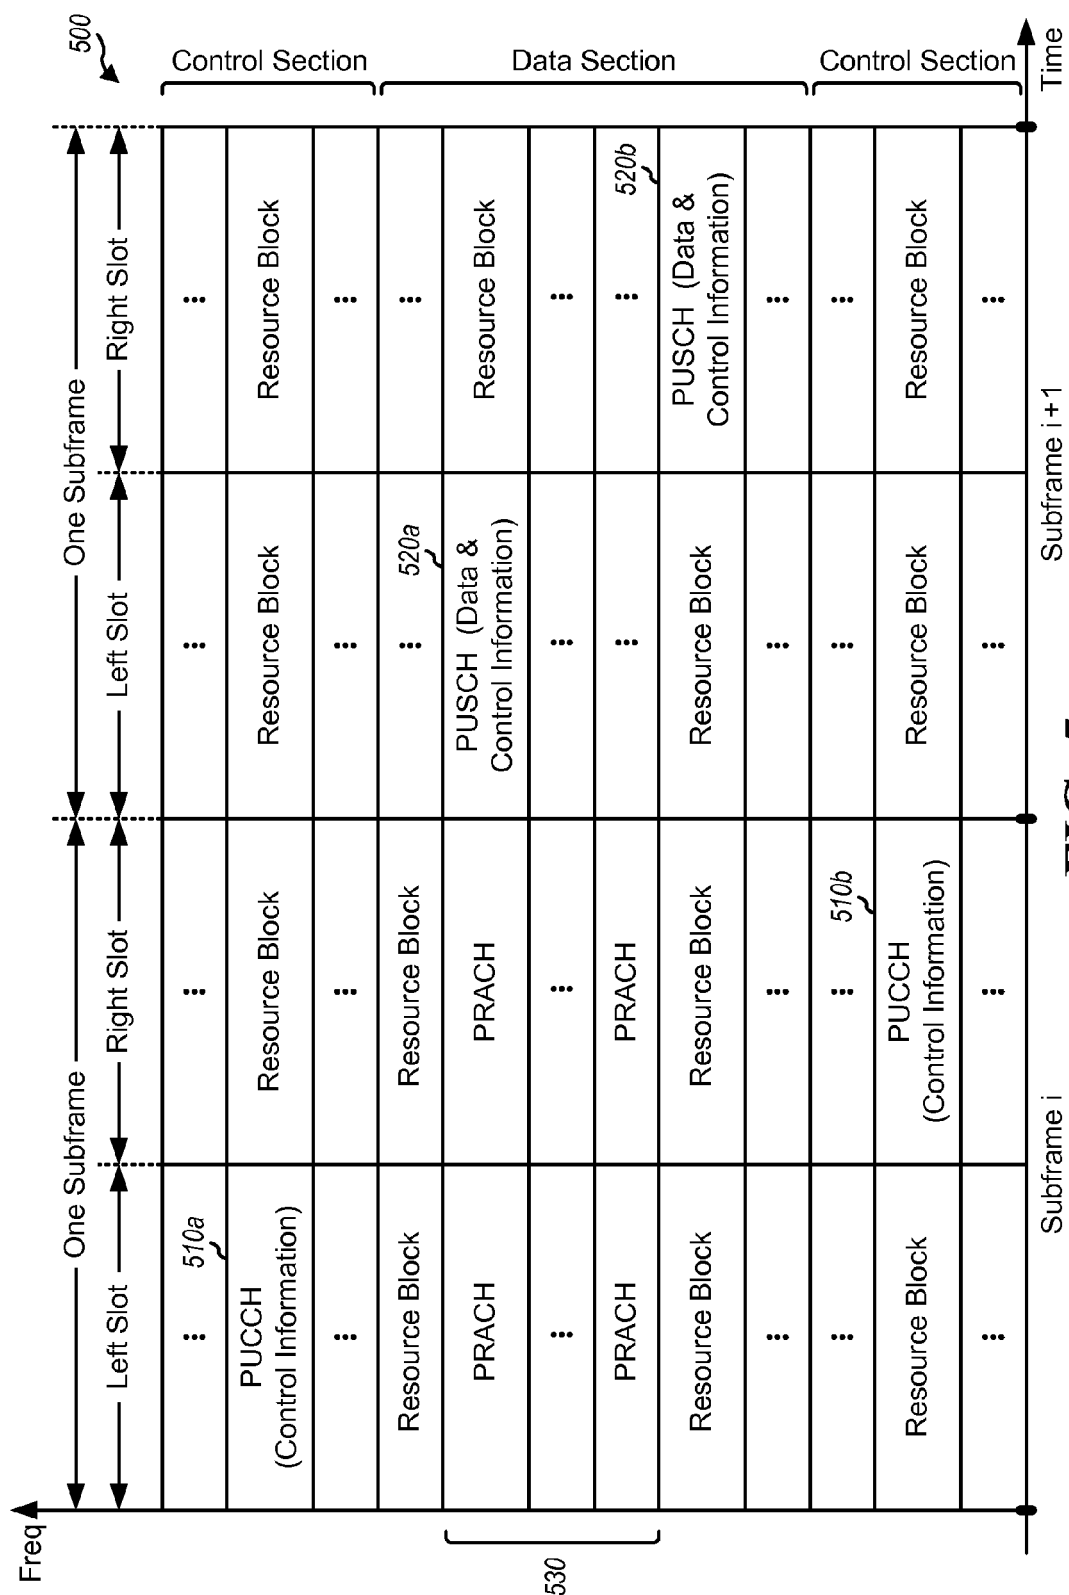 500
Freq
One Subframe
One Subframe
Left Slot
Right Slot
Left Slot
Right Slot
...
...
...
...
Control Section
510a
PUCCH
(Control Information)
Resource Block
Resource Block
Resource Block
...
...
...
...
Resource Block
Resource Block
...
...
Data Section
520a
530
PRACH
PRACH
PUSCH (Data &
Control Information)
Resource Block
...
...
...
...
PRACH
PRACH
...
...
520b
Resource Block
Resource Block
Resource Block
PUSCH (Data &
Control Information)
...
...
...
...
...
...
...
...
Control Section
510b
Resource Block
PUCCH
(Control Information)
Resource Block
Resource Block
...
...
...
...
Subframe i
Subframe i+1
Time